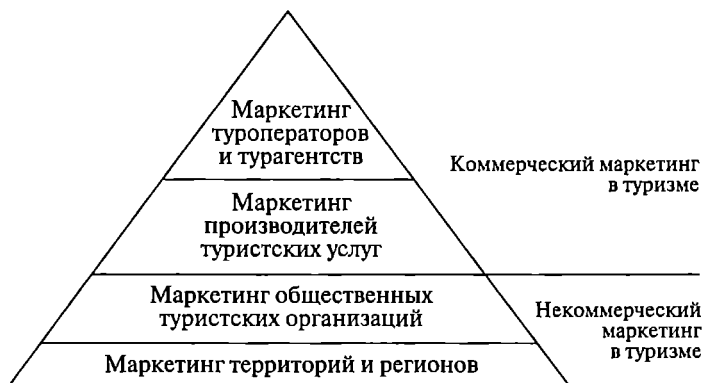 Маркетинг
туроператоров
и турагентств
Коммерческий маркетинг
в туризме
Маркетинг
производителей
туристских услуг
Маркетинг общественных
туристских организаций
Некоммерческий
маркетинг
в туризме
Маркетинг территорий и регионов